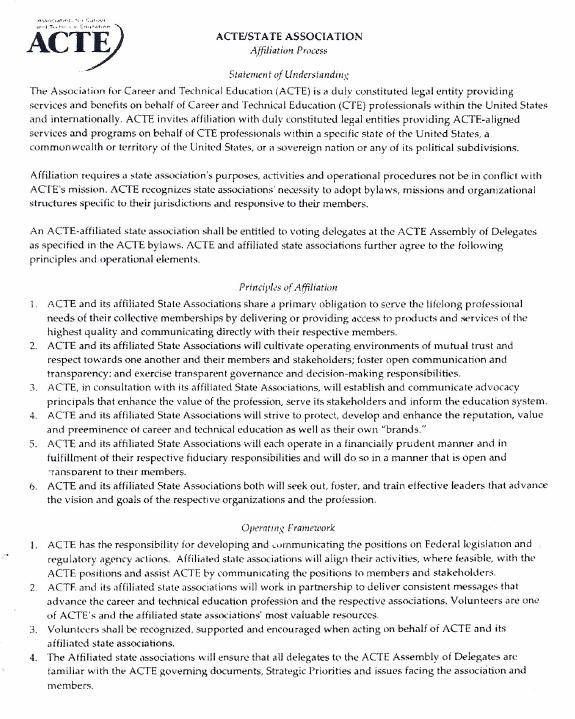 Association for Career
and Technical Education
ACTE
ACTE/STATE ASSOCIATION
Affiliation Process
Statement of Understanding
The Association for Career and Technical Education (ACTE) is a duly constituted legal entity providing
services and benefits on behalf of Career and Technical Education (CTE) professionals within the United States
and internationally. ACTE invites affiliation with duly constituted legal entities providing ACTE-aligned
services and programs on behalf of CTE professionals within a specific state of the United States, a
commonwealth or territory of the United States, or a sovereign nation or any of its political subdivisions.
Affiliation requires a state association's purposes, activities and operational procedures not be in conflict with
ACTE's mission. ACTE recognizes state associations' necessity to adopt bylaws, missions and organizational
structures specific to their jurisdictions and responsive to their members.
An ACTE-affiliated state association shall be entitled to voting delegates at the ACTE Assembly of Delegates
as specified in the ACTE bylaws. ACTE and affiliated state associations further agree to the following
principles and operational elements.
Principles of Affiliation
1. ACTE and its affiliated State Associations share a primary obligation to serve the lifelong professional
needs of their collective memberships by delivering or providing access to products and services of the
highest quality and communicating directly with their respective members.
2. ACTE and its affiliated State Associations will cultivate operating environments of mutual trust and
respect towards one another and their members and stakeholders; foster open communication and
transparency; and exercise transparent governance and decision-making responsibilities.
3. ACTE, in consultation with its affiliated State Associations, will establish and communicate advocacy
principals that enhance the value of the profession, serve its stakeholders and inform the education system.
4. ACTE and its affiliated State Associations will strive to protect, develop and enhance the reputation, value
and preeminence of career and technical education as well as their own "brands."
5. ACTE and its affiliated State Associations will each operate in a financially prudent manner and in
fulfillment of their respective fiduciary responsibilities and will do so in a manner that is open and
transparent to their members.
6. ACTE and its affiliated State Associations both will seek out, foster, and train effective leaders that advance
the vision and goals of the respective organizations and the profession.
Operating Framework
1. ACTE has the responsibility for developing and communicating the positions on Federal legislation and
regulatory agency actions. Affiliated state associations will align their activities, where feasible, with the
ACTE positions and assist ACTE by communicating the positions to members and stakeholders.
2. ACTE and its affiliated state associations will work in partnership to deliver consistent messages that
advance the career and technical education profession and the respective associations. Volunteers are one
of ACTE's and the affiliated state associations' most valuable resources.
3. Volunteers shall be recognized, supported and encouraged when acting on behalf of ACTE and its
affiliated state associations.
4. The Affiliated state associations will ensure that all delegates to the ACTE Assembly of Delegates are
familiar with the ACTE governing documents, Strategic Priorities and issues facing the association and
members.